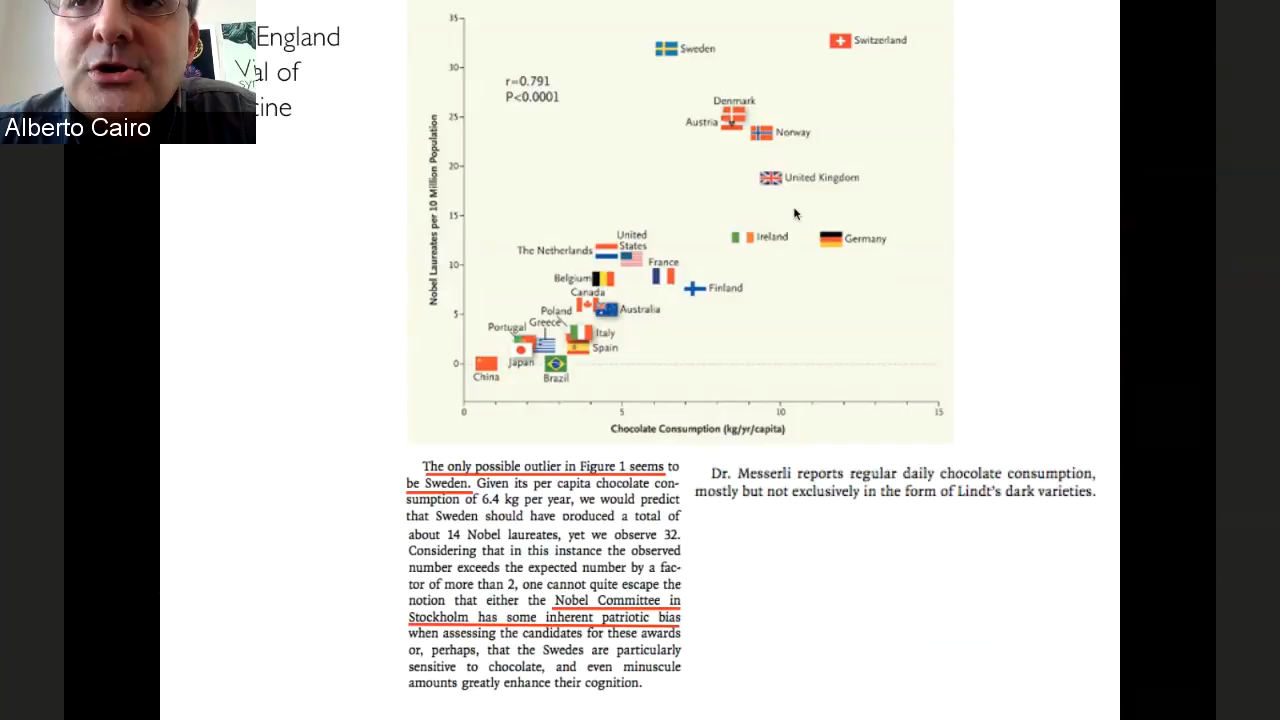 England
al of
cine
Alberto Cairo
35
30
25
20
15
10
5
0
Nobel Laureates per 10 Million Population
r=0.791
P<0.0001
Sweden
Switzerland
Denmark
Austria
Norway
United Kingdom
Ireland
Germany
United
States
The Netherlands
France
Belgium
Finland
Canada
Australia
Poland
Greece
Portugal
Italy
Spain
Japan
China
Brazil
0
5
10
15
Chocolate Consumption (kg/yr/capita)
The only possible outlier in Figure 1 seems to
be Sweden. Given its per capita chocolate con-
sumption of 6.4 kg per year, we would predict
that Sweden should have produced a total of
about 14 Nobel laureates, yet we observe 32.
Considering that in this instance the observed
number exceeds the expected number by a fac-
tor of more than 2, one cannot quite escape the
notion that either the Nobel Committee in
Stockholm has some inherent patriotic bias
when assessing the candidates for these awards
or, perhaps, that the Swedes are particularly
sensitive to chocolate, and even minuscule
amounts greatly enhance their cognition.
Dr. Messerli reports regular daily chocolate consumption,
mostly but not exclusively in the form of Lindt's dark varieties.